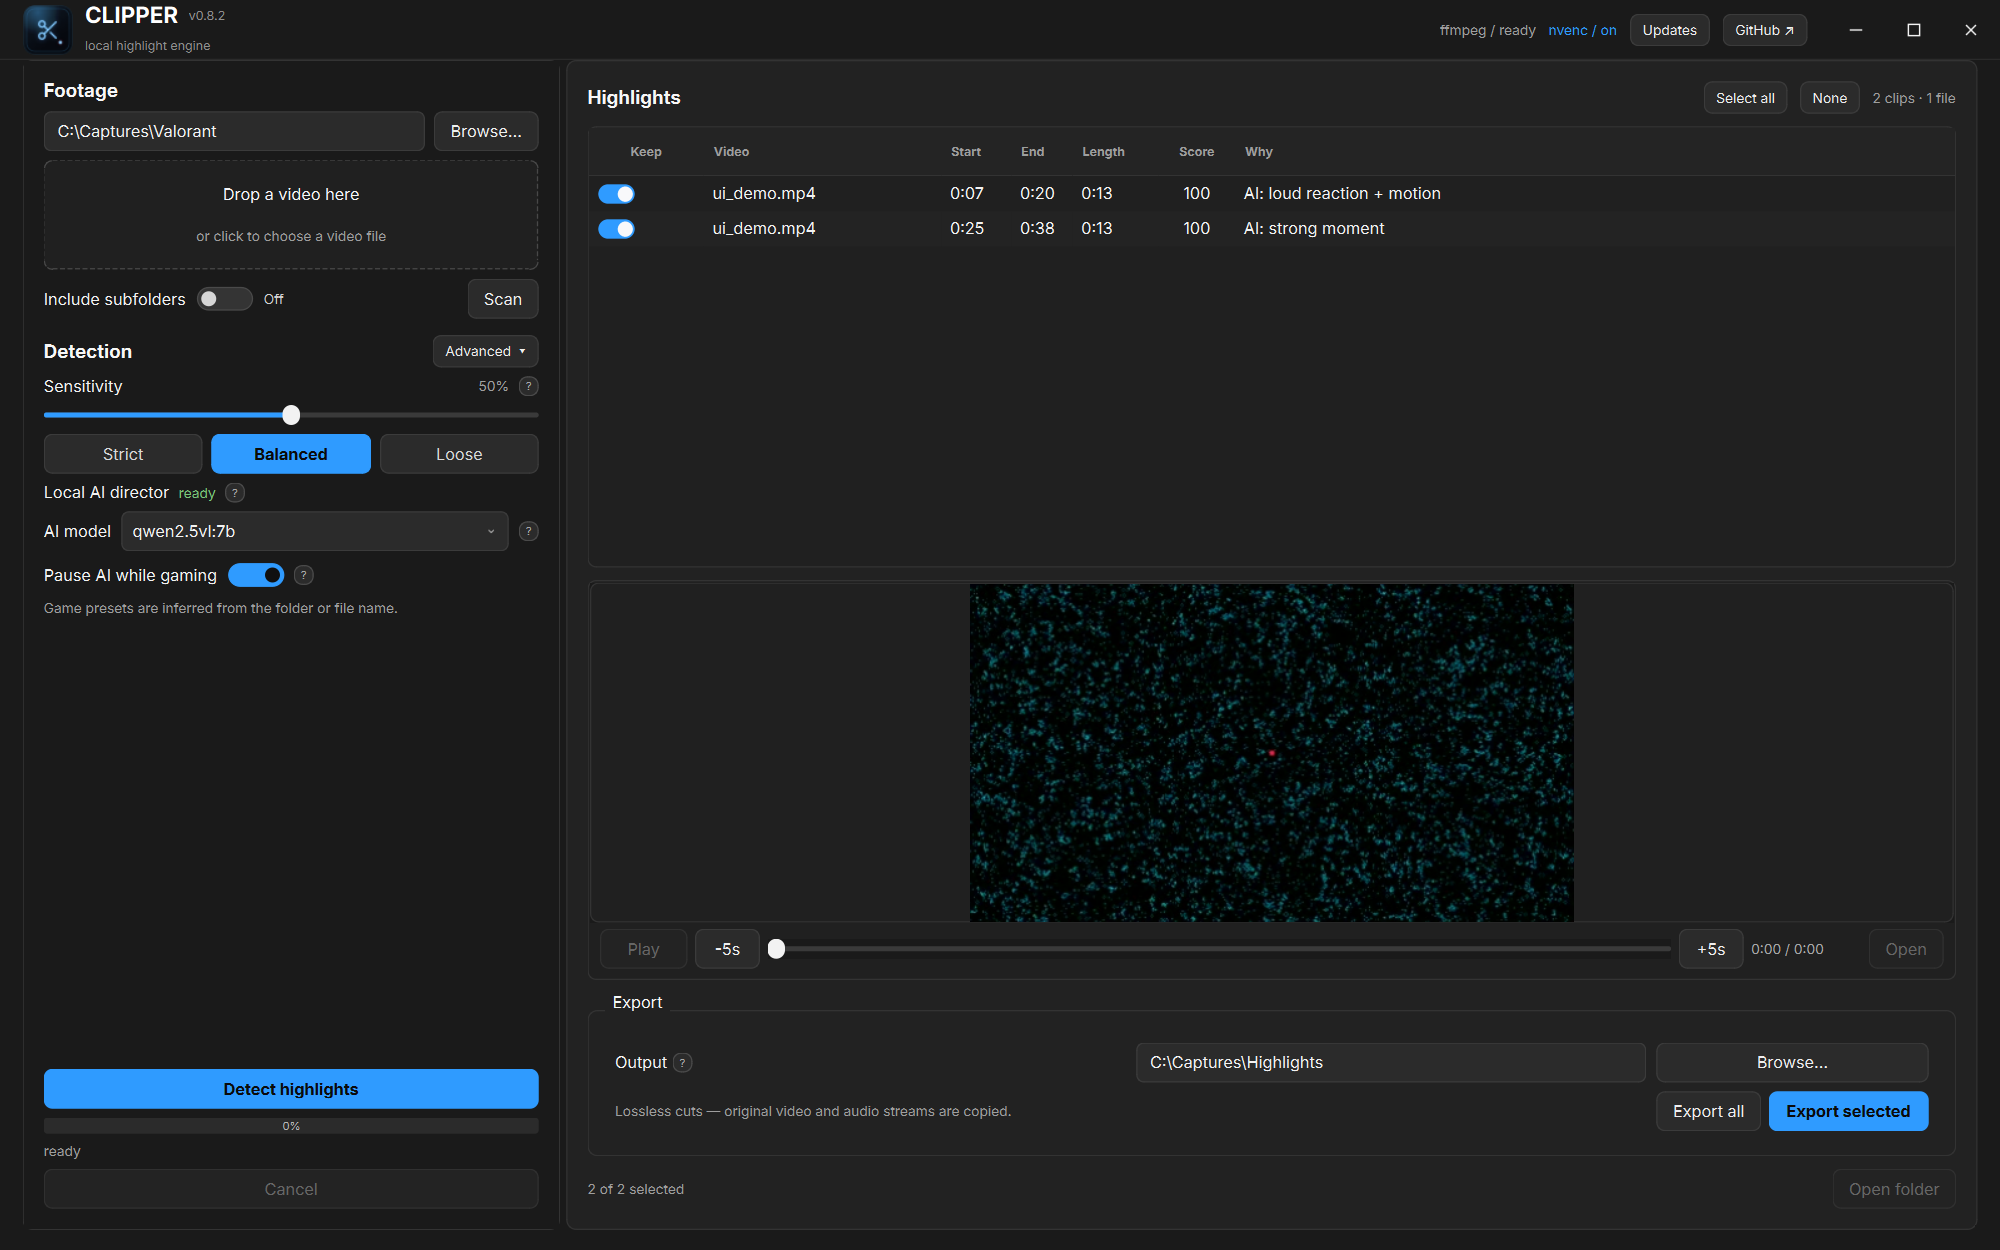 CLIPPER v0.8.2
local highlight engine
ffmpeg / ready nvenc / on Updates GitHub ↗
Footage
C:\Captures\Valorant Browse...
Drop a video here
or click to choose a video file
Include subfolders Off Scan
Detection Advanced ▾
Sensitivity 50% ?
Strict Balanced Loose
Local AI director ready ?
AI model qwen2.5vl:7b ?
Pause AI while gaming ?
Game presets are inferred from the folder or file name.
Detect highlights
0%
ready
Cancel
Highlights Select all None 2 clips · 1 file
Keep Video Start End Length Score Why
ui_demo.mp4 0:07 0:20 0:13 100 AI: loud reaction + motion
ui_demo.mp4 0:25 0:38 0:13 100 AI: strong moment
Play -5s +5s 0:00 / 0:00 Open
Export
Output ? C:\Captures\Highlights Browse...
Lossless cuts — original video and audio streams are copied. Export all Export selected
2 of 2 selected Open folder